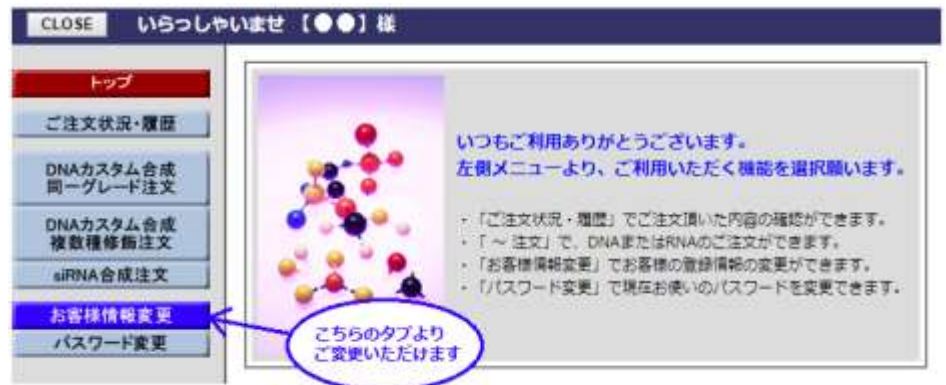 CLOSE いらっしゃいませ 【●●】様
トップ
ご注文状況・履歴
DNAカスタム合成
同一グレード注文
DNAカスタム合成
複数種修飾注文
siRNA合成注文
お客様情報変更
パスワード変更
いつもご利用ありがとうございます。
左側メニューより、ご利用いただく機能を選択願います。
・「ご注文状況・履歴」でご注文頂いた内容の確認ができます。
・「 ～ 注文」で、DNAまたはRNAのご注文ができます。
・「お客様情報変更」でお客様の登録情報の変更ができます。
・「パスワード変更」で現在お使いのパスワードを変更できます。
こちらのタブより
ご変更いただけます